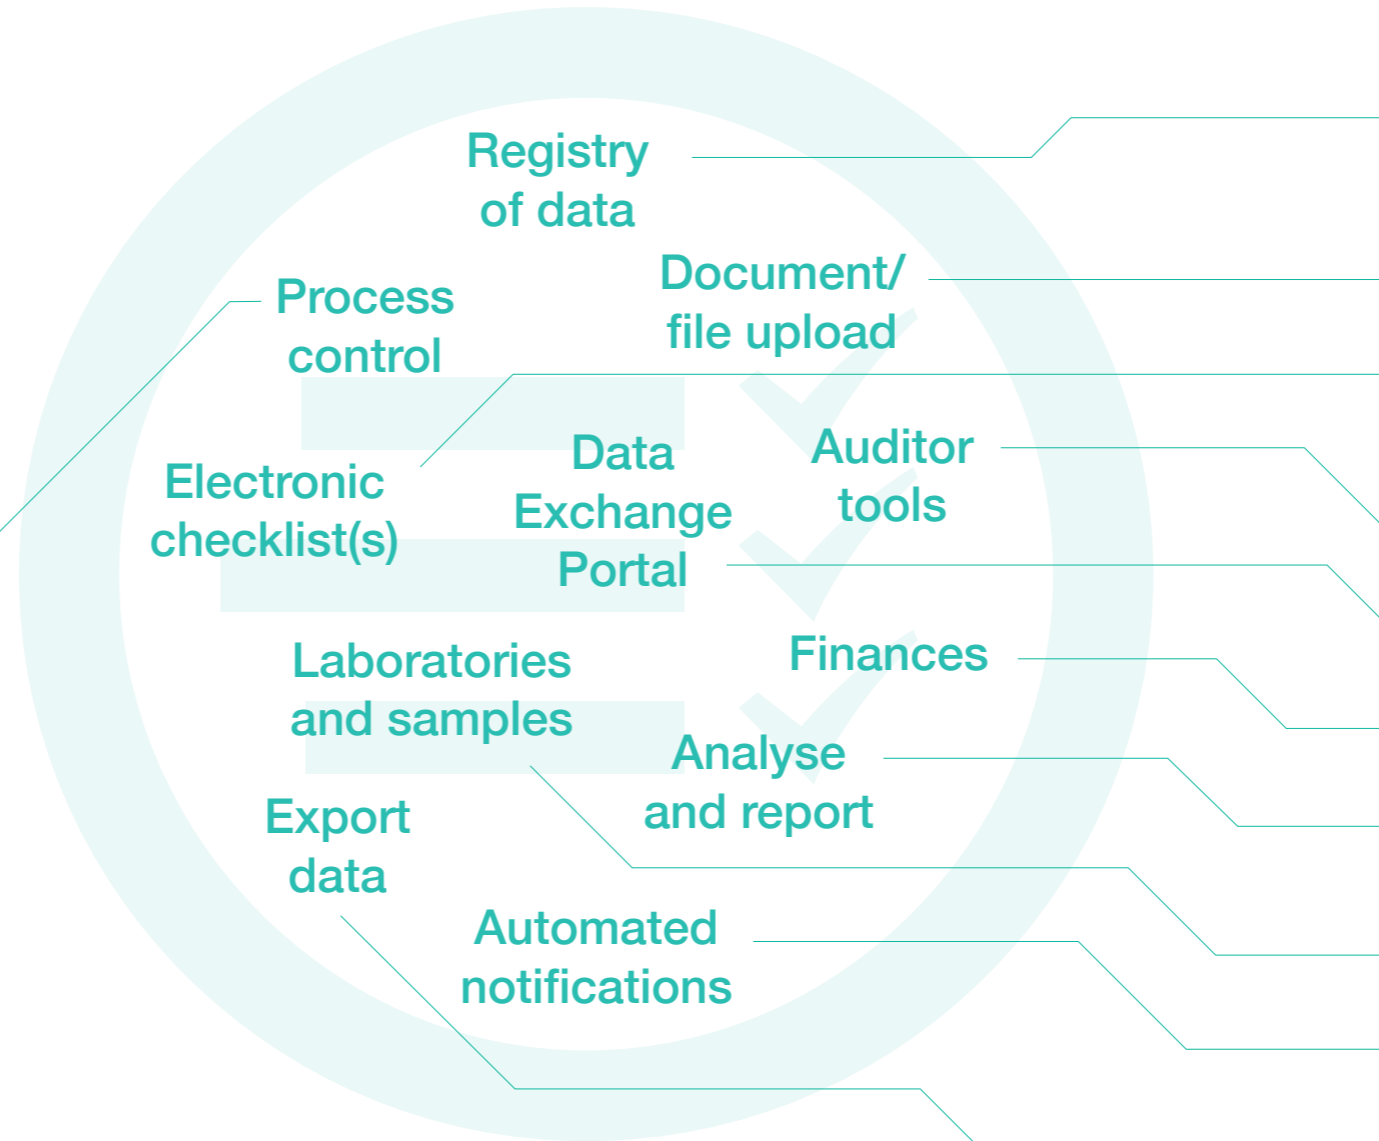 Registry
of data
Document/
file upload
Process
control
Electronic
checklist(s)
Data
Exchange
Portal
Auditor
tools
Laboratories
and samples
Finances
Analyse
and report
Export
data
Automated
notifications